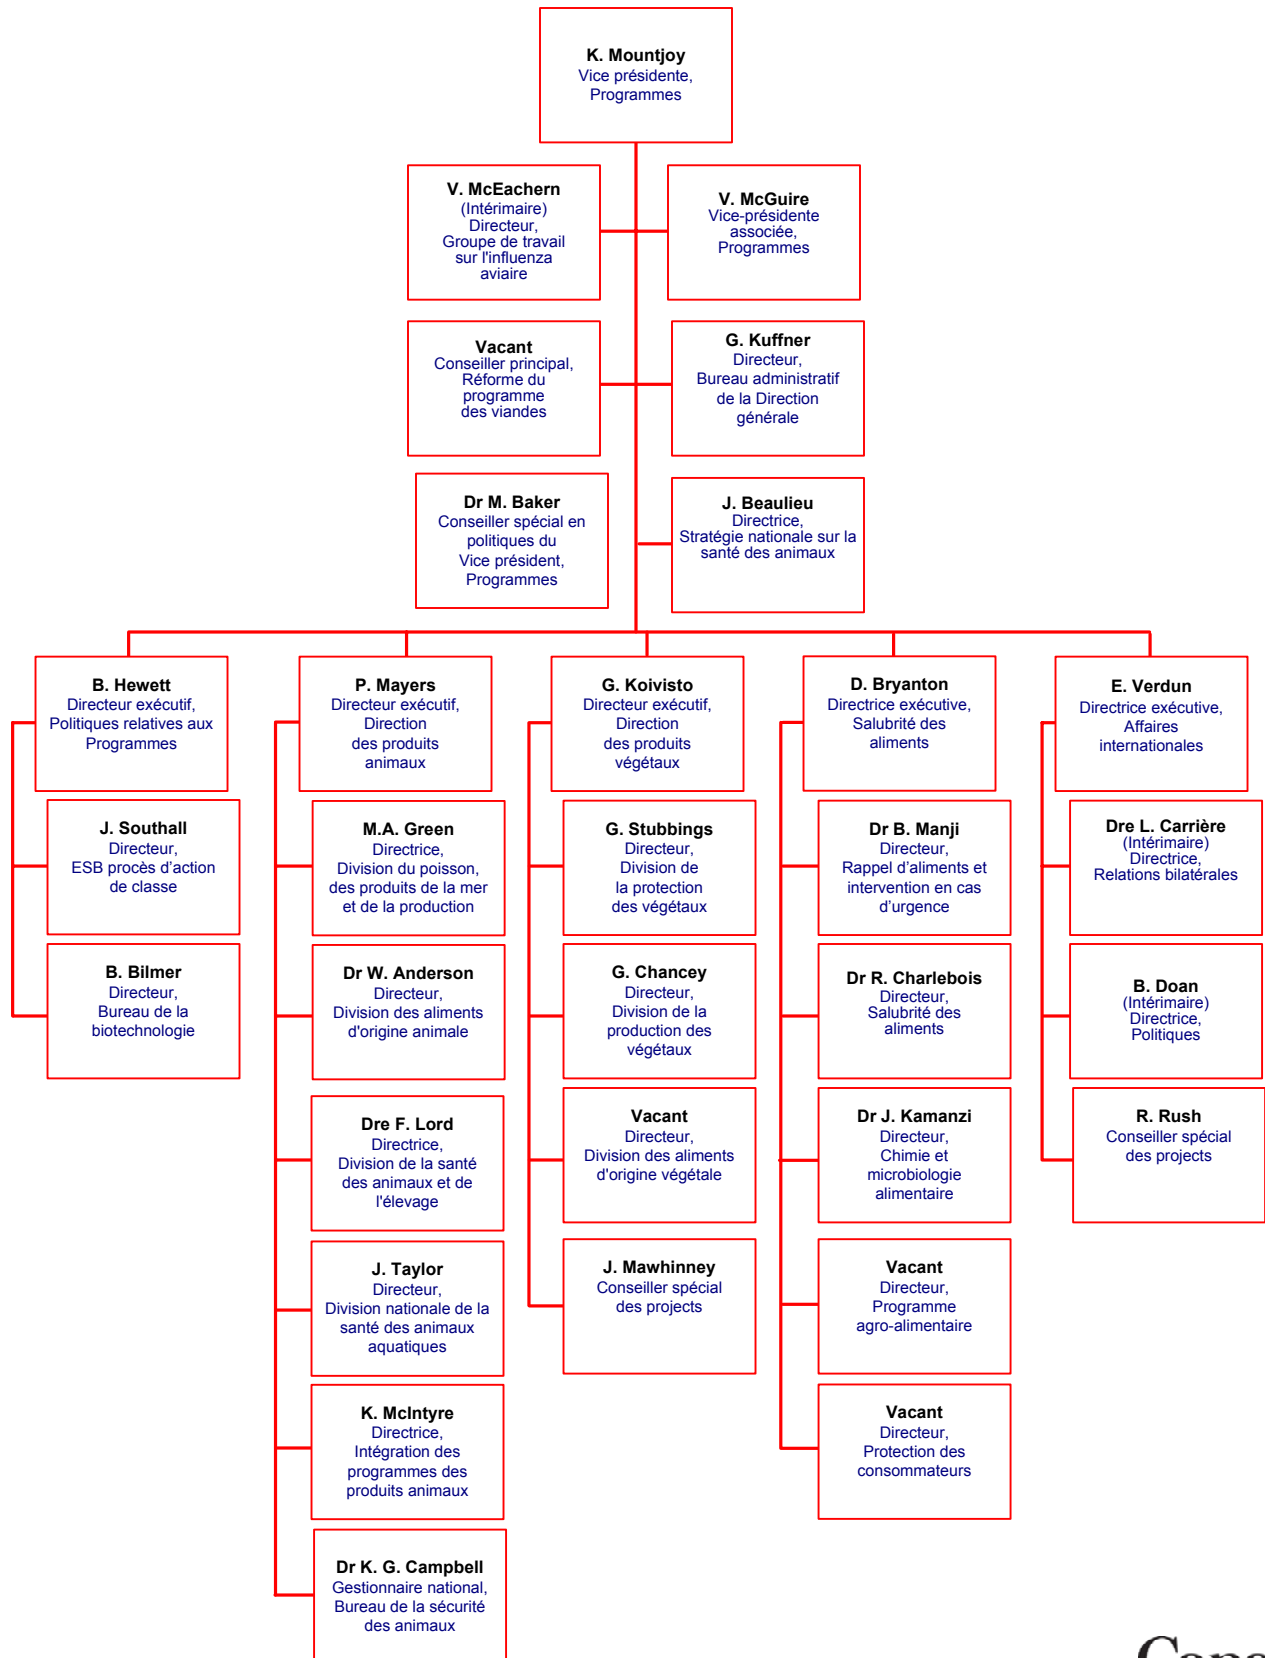 K. Mountjoy
Vice présidente,
Programmes
V. McEachern
(Intérimaire)
Directeur,
Groupe de travail
sur l'influenza
aviaire
V. McGuire
Vice-présidente
associée,
Programmes
Vacant
Conseiller principal,
Réforme du
programme
des viandes
G. Kuffner
Directeur,
Bureau administratif
de la Direction
générale
Dr M. Baker
Conseiller spécial en
politiques du
Vice président,
Programmes
J. Beaulieu
Directrice,
Stratégie nationale sur la
santé des animaux
B. Hewett
Directeur exécutif,
Politiques relatives aux
Programmes
J. Southall
Directeur,
ESB procès d’action
de classe
B. Bilmer
Directeur,
Bureau de la
biotechnologie
P. Mayers
Directeur exécutif,
Direction
des produits
animaux
M.A. Green
Directrice,
Division du poisson,
des produits de la mer
et de la production
Dr W. Anderson
Directeur,
Division des aliments
d'origine animale
Dre F. Lord
Directrice,
Division de la santé
des animaux et de
l'élevage
J. Taylor
Directeur,
Division nationale de la
santé des animaux
aquatiques
K. McIntyre
Directrice,
Intégration des
programmes des
produits animaux
Dr K. G. Campbell
Gestionnaire national,
Bureau de la sécurité
des animaux
G. Koivisto
Directeur exécutif,
Direction
des produits
végétaux
G. Stubbings
Directeur,
Division de
la protection
des végétaux
G. Chancey
Directeur,
Division de la
production des
végétaux
Vacant
Directeur,
Division des aliments
d'origine végétale
J. Mawhinney
Conseiller spécial
des projects
D. Bryanton
Directrice exécutive,
Salubrité des
aliments
Dr B. Manji
Directeur,
Rappel d’aliments et
intervention en cas
d’urgence
Dr R. Charlebois
Directeur,
Salubrité des
aliments
Dr J. Kamanzi
Directeur,
Chimie et
microbiologie
alimentaire
Vacant
Directeur,
Programme
agro-alimentaire
Vacant
Directeur,
Protection des
consommateurs
E. Verdun
Directrice exécutive,
Affaires
internationales
Dre L. Carrière
(Intérimaire)
Directrice,
Relations bilatérales
B. Doan
(Intérimaire)
Directrice,
Politiques
R. Rush
Conseiller spécial
des projects